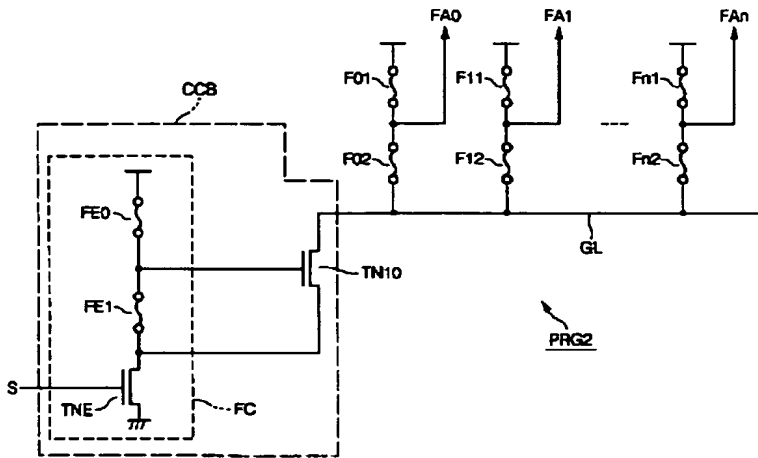 FA0 FA1 FAn
F01 F11 Fn1
CCB
F02 F12 Fn2
FE0
GL
TN10
FE1
PRG2
S
TNE FC